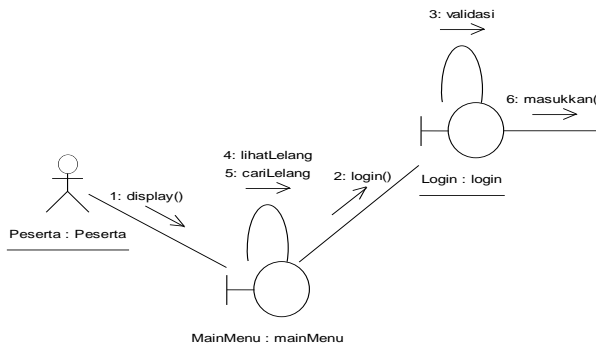 3: validasi
6: masukkan(
4: lihatLelang
5: cariLelang
2: login()
Login : login
1: display()
Peserta : Peserta
MainMenu : mainMenu